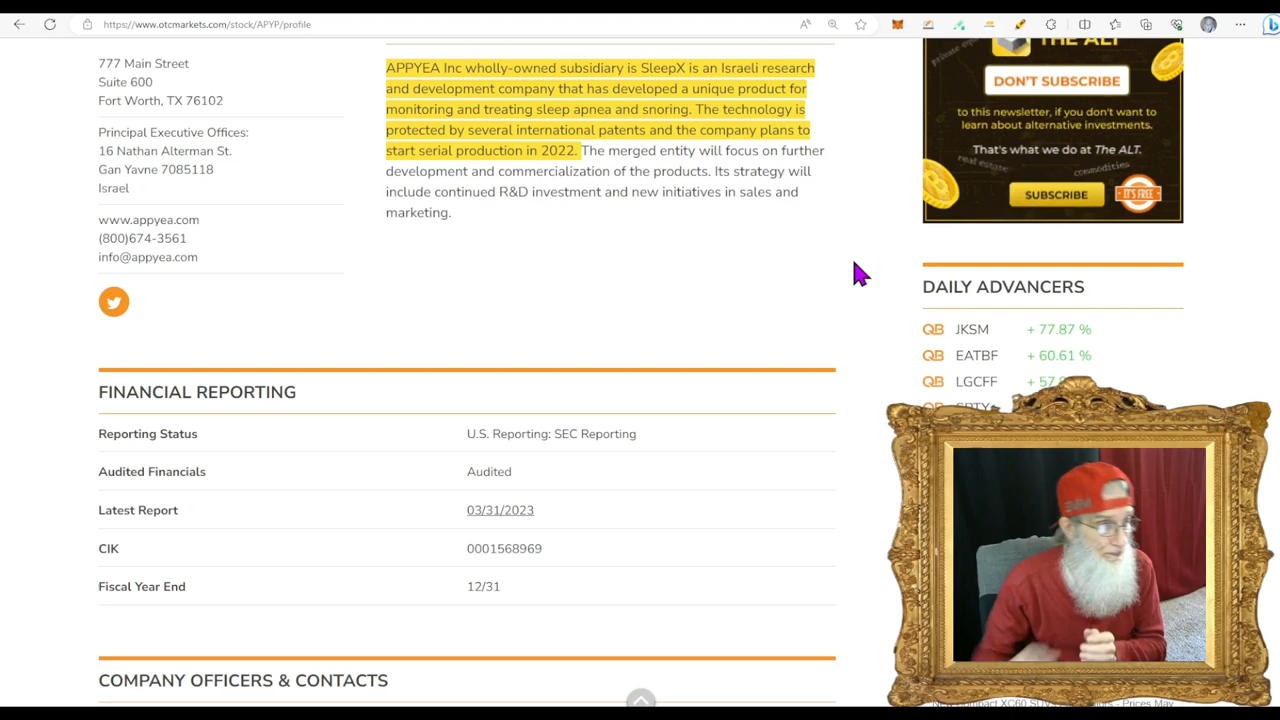 https://www.otcmarkets.com/stock/APYP/profile
777 Main Street
Suite 600
Fort Worth, TX 76102
Principal Executive Offices:
16 Nathan Alterman St.
Gan Yavne 7085118
Israel
www.appyea.com
(800)674-3561
info@appyea.com
APPYEA Inc wholly-owned subsidiary is SleepX is an Israeli research
and development company that has developed a unique product for
monitoring and treating sleep apnea and snoring. The technology is
protected by several international patents and the company plans to
start serial production in 2022. The merged entity will focus on further
development and commercialization of the products. Its strategy will
include continued R&D investment and new initiatives in sales and
marketing.
FINANCIAL REPORTING
Reporting Status U.S. Reporting: SEC Reporting
Audited Financials Audited
Latest Report 03/31/2023
CIK 0001568969
Fiscal Year End 12/31
COMPANY OFFICERS & CONTACTS
THE ALT
private equity
DON'T SUBSCRIBE
to this newsletter, if you don't want to
learn about alternative investments.
That's what we do at The ALT.
real estate
commodities
SUBSCRIBE
IT'S FREE
DAILY ADVANCERS
QB JKSM + 77.87 %
QB EATBF + 60.61 %
QB LGCFF + 57